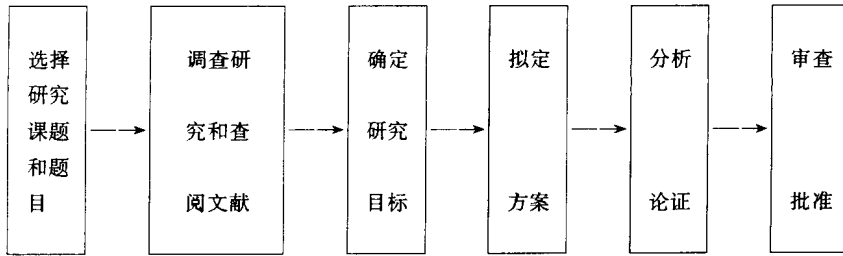 选择
研究
课题
和题
目
调查研
究和查
阅文献
确定
研究
目标
拟定
方案
分析
论证
审查
批准